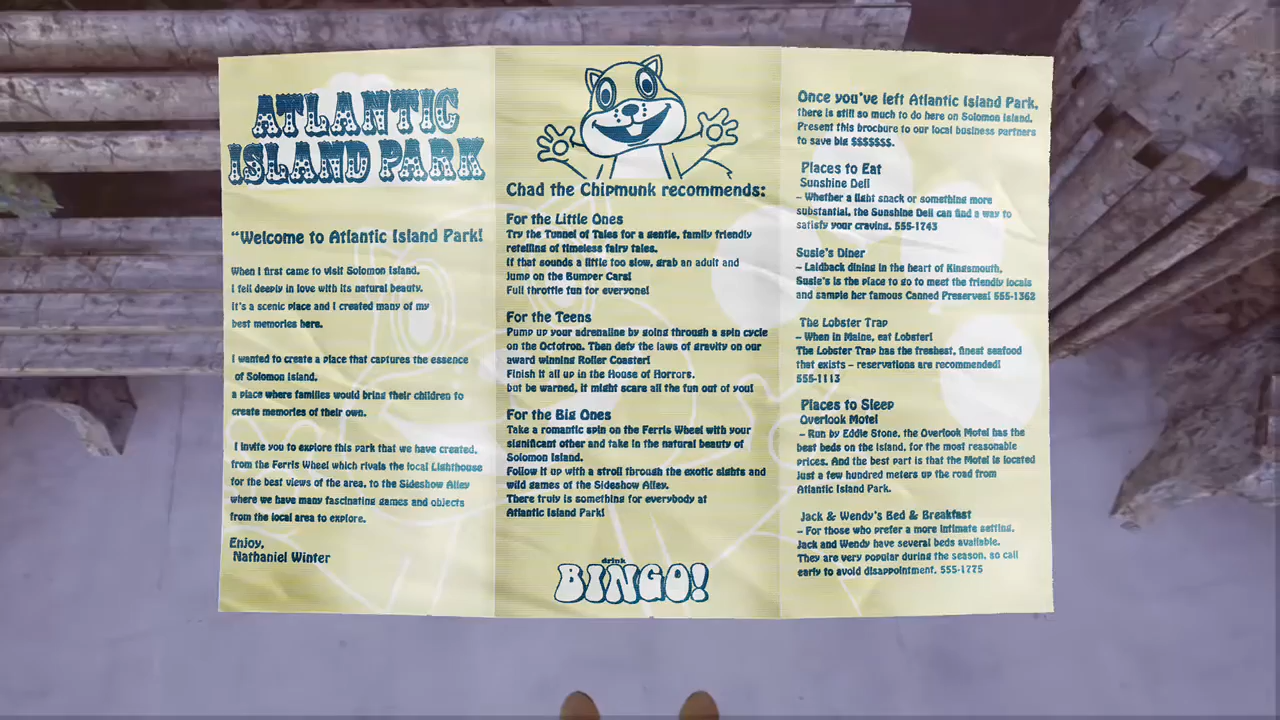 ATLANTIC
ISLAND PARK
"Welcome to Atlantic Island Park!
When I first came to visit Solomon Island,
I fell deeply in love with its natural beauty.
It's a scenic place and I created many of my
best memories here.
I wanted to create a place that captures the essence
of Solomon Island,
a place where families would bring their children to
create memories of their own.
I invite you to explore this park that we have created,
from the Ferris Wheel which rivals the local Lighthouse
for the best views of the area, to the Sideshow Alley
where we have many fascinating games and objects
from the local area to explore.
Enjoy,
Nathaniel Winter
Chad the Chipmunk recommends:
For the Little Ones
Try the Tunnel of Tales for a gentle, family friendly
retelling of timeless fairy tales.
If that sounds a little too slow, grab an adult and
jump on the Bumper Cars!
Full throttle fun for everyone!
For the Teens
Pump up your adrenaline by going through a spin cycle
on the Octotron. Then defy the laws of gravity on our
award winning Roller Coaster!
Finish it all up in the House of Horrors.
but be warned, it might scare all the fun out of you!
For the Big Ones
Take a romantic spin on the Ferris Wheel with your
significant other and take in the natural beauty of
Solomon Island.
Follow it up with a stroll through the exotic sights and
wild games of the Sideshow Alley.
There truly is something for everybody at
Atlantic Island Park!
drink
BINGO!
Once you've left Atlantic Island Park,
there is still so much to do here on Solomon Island.
Present this brochure to our local business partners
to save big $$$$$$$.
Places to Eat
Sunshine Deli
– Whether a light snack or something more
substantial, the Sunshine Deli can find a way to
satisfy your craving. 555-1743
Susie's Diner
– Laidback dining in the heart of Kingsmouth,
Susie's is the place to go to meet the friendly locals
and sample her famous Canned Preserves! 555-1362
The Lobster Trap
– When in Maine, eat Lobster!
The Lobster Trap has the freshest, finest seafood
that exists – reservations are recommended!
555-1113
Places to Sleep
Overlook Motel
– Run by Eddie Stone, the Overlook Motel has the
best beds on the island, for the most reasonable
prices. And the best part is that the Motel is located
just a few hundred meters up the road from
Atlantic Island Park.
Jack & Wendy's Bed & Breakfast
– For those who prefer a more intimate setting,
Jack and Wendy have several beds available.
They are very popular during the season, so call
early to avoid disappointment. 555-1775